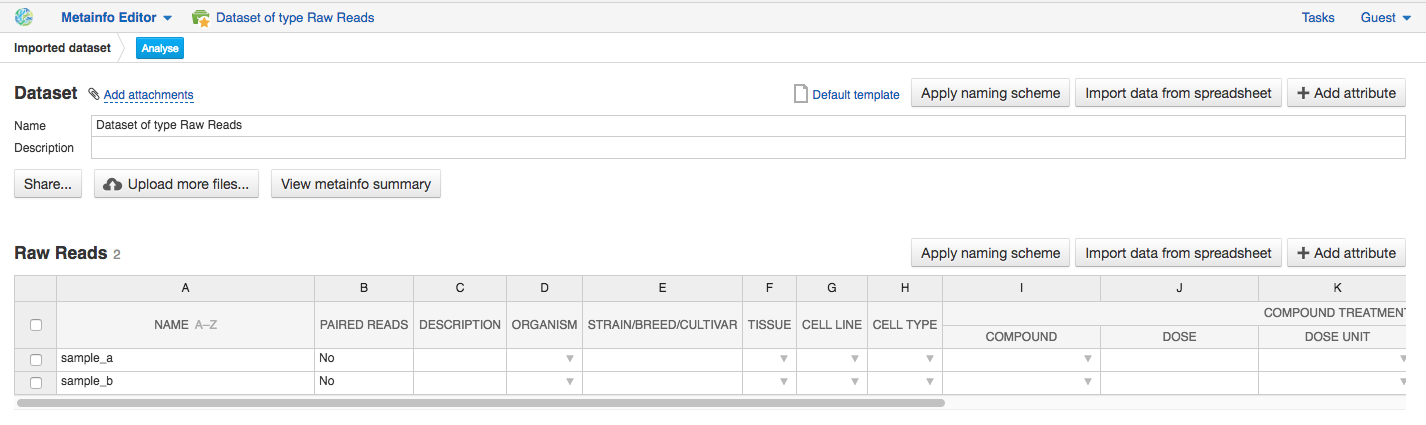 Metainfo Editor Dataset of type Raw Reads Tasks Guest
Imported dataset Analyse
Dataset Add attachments Default template Apply naming scheme Import data from spreadsheet + Add attribute
Name Dataset of type Raw Reads
Description
Share... Upload more files... View metainfo summary
Raw Reads 2 Apply naming scheme Import data from spreadsheet + Add attribute
A B C D E F G H I J K
COMPOUND TREATMENT
NAME A–Z PAIRED READS DESCRIPTION ORGANISM STRAIN/BREED/CULTIVAR TISSUE CELL LINE CELL TYPE
COMPOUND DOSE DOSE UNIT
sample_a No
sample_b No